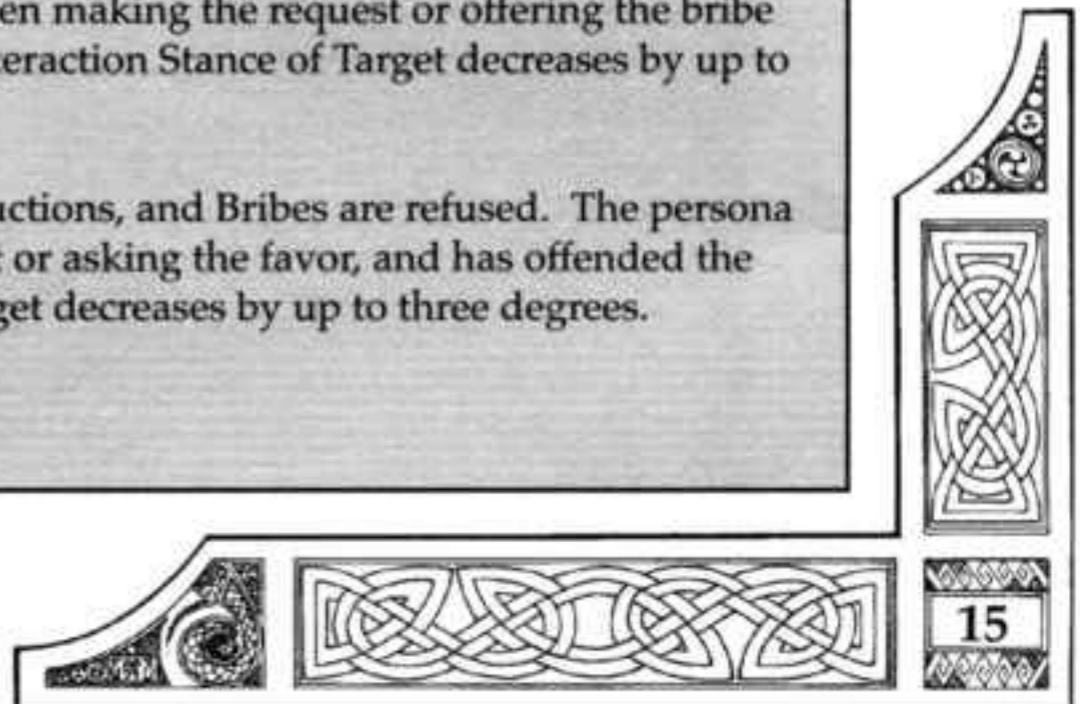 en making the request or offering the bribe
teraction Stance of Target decreases by up to
uctions, and Bribes are refused. The persona
t or asking the favor, and has offended the
get decreases by up to three degrees.
15